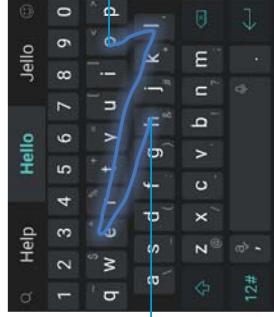 Help Hello Jello
1 2 3 4 5 6 7 8 9 0
q w e r t y u i o p
a s d f g h j k l
z x c v b n m
12# , .